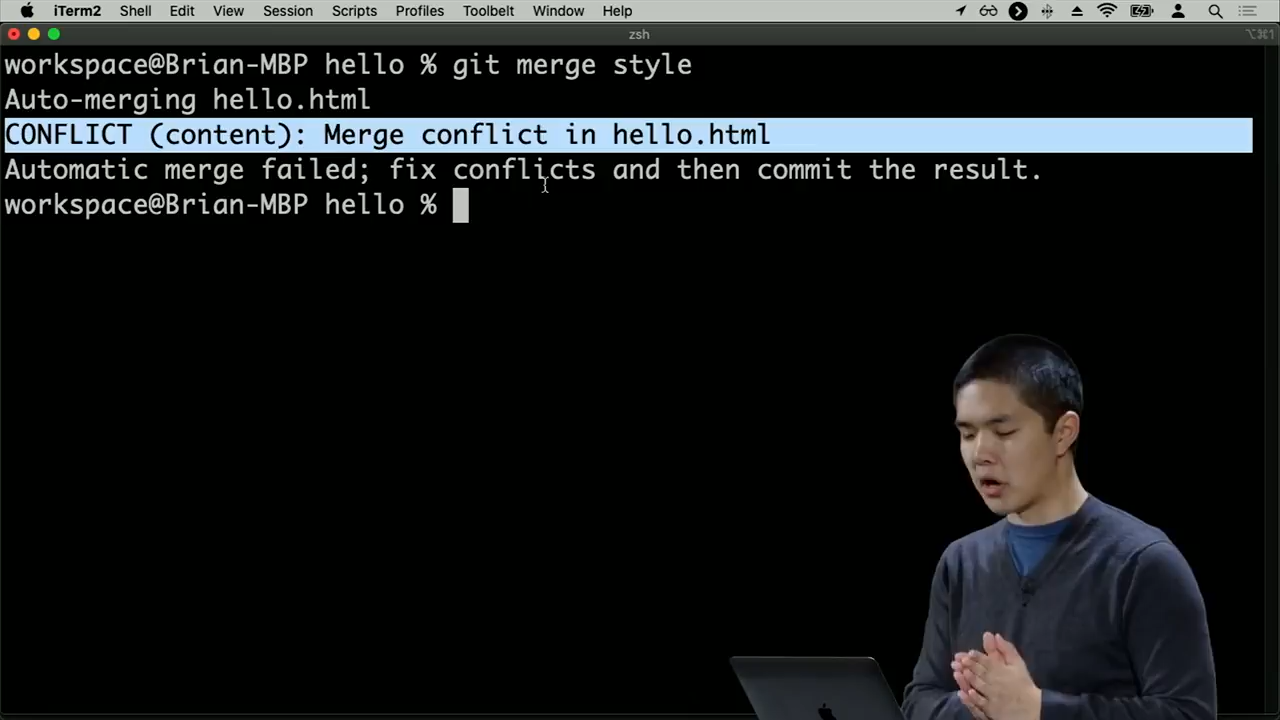 iTerm2 Shell Edit View Session Scripts Profiles Toolbelt Window Help
zsh
⌥⌘1
workspace@Brian-MBP hello % git merge style
Auto-merging hello.html
CONFLICT (content): Merge conflict in hello.html
Automatic merge failed; fix conflicts and then commit the result.
workspace@Brian-MBP hello %